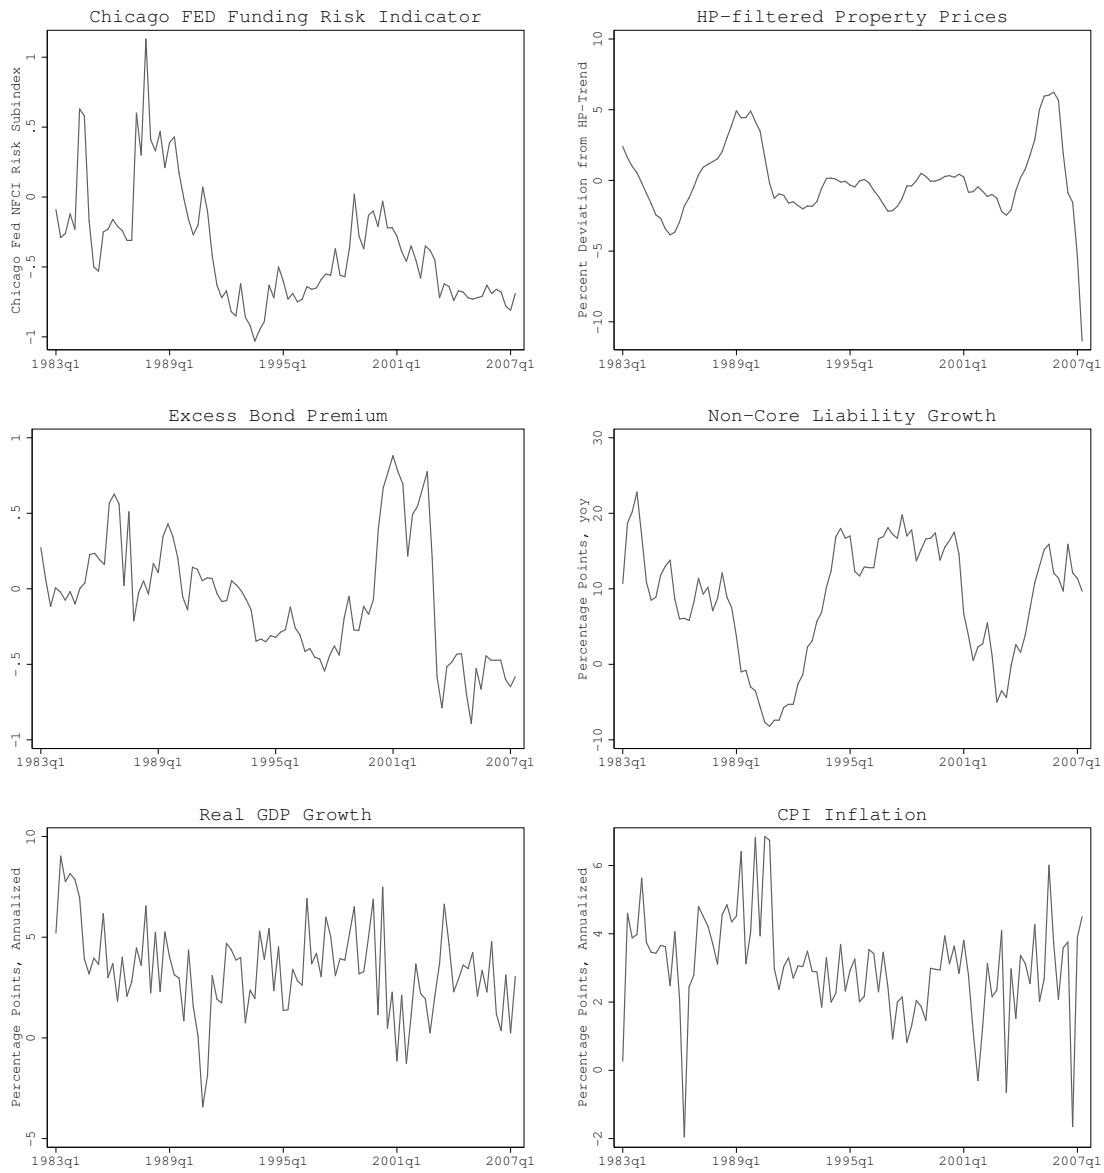 Chicago FED Funding Risk Indicator
Chicago Fed NFCI Risk Subindex
1
.5
0
-.5
-1
1983q1 1989q1 1995q1 2001q1 2007q1
HP-filtered Property Prices
Percent Deviation from HP-Trend
10
5
0
-5
-10
1983q1 1989q1 1995q1 2001q1 2007q1
Excess Bond Premium
1
.5
0
-.5
-1
1983q1 1989q1 1995q1 2001q1 2007q1
Non-Core Liability Growth
Percentage Points, yoy
30
20
10
0
-10
1983q1 1989q1 1995q1 2001q1 2007q1
Real GDP Growth
Percentage Points, Annualized
10
5
0
-5
1983q1 1989q1 1995q1 2001q1 2007q1
CPI Inflation
Percentage Points, Annualized
6
4
2
0
-2
1983q1 1989q1 1995q1 2001q1 2007q1